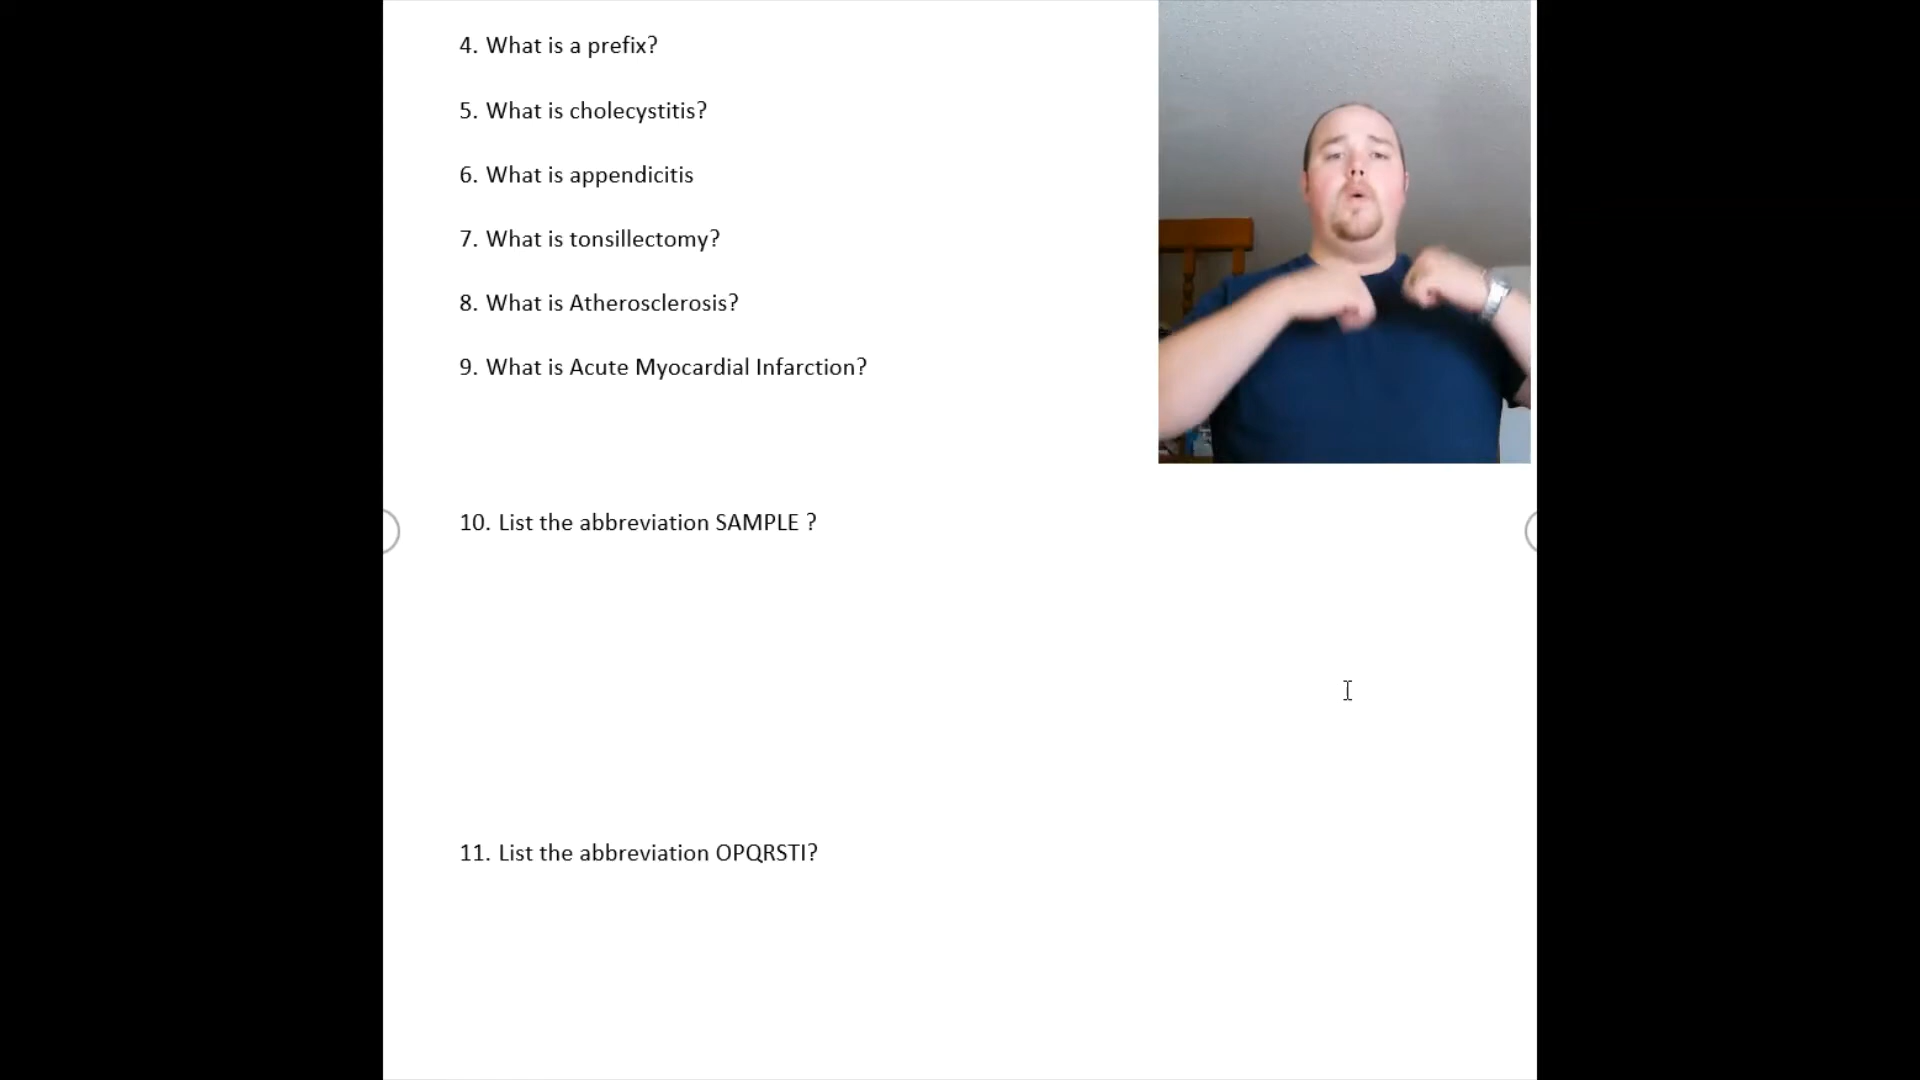 4. What is a prefix?
5. What is cholecystitis?
6. What is appendicitis
7. What is tonsillectomy?
8. What is Atherosclerosis?
9. What is Acute Myocardial Infarction?
10. List the abbreviation SAMPLE ?
11. List the abbreviation OPQRSTI?